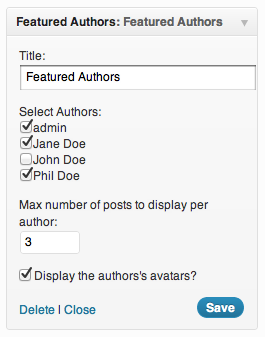 Featured Authors: Featured Authors
Title:
Featured Authors
Select Authors:
admin
Jane Doe
John Doe
Phil Doe
Max number of posts to display per
author:
3
Display the authors's avatars?
Delete | Close
Save